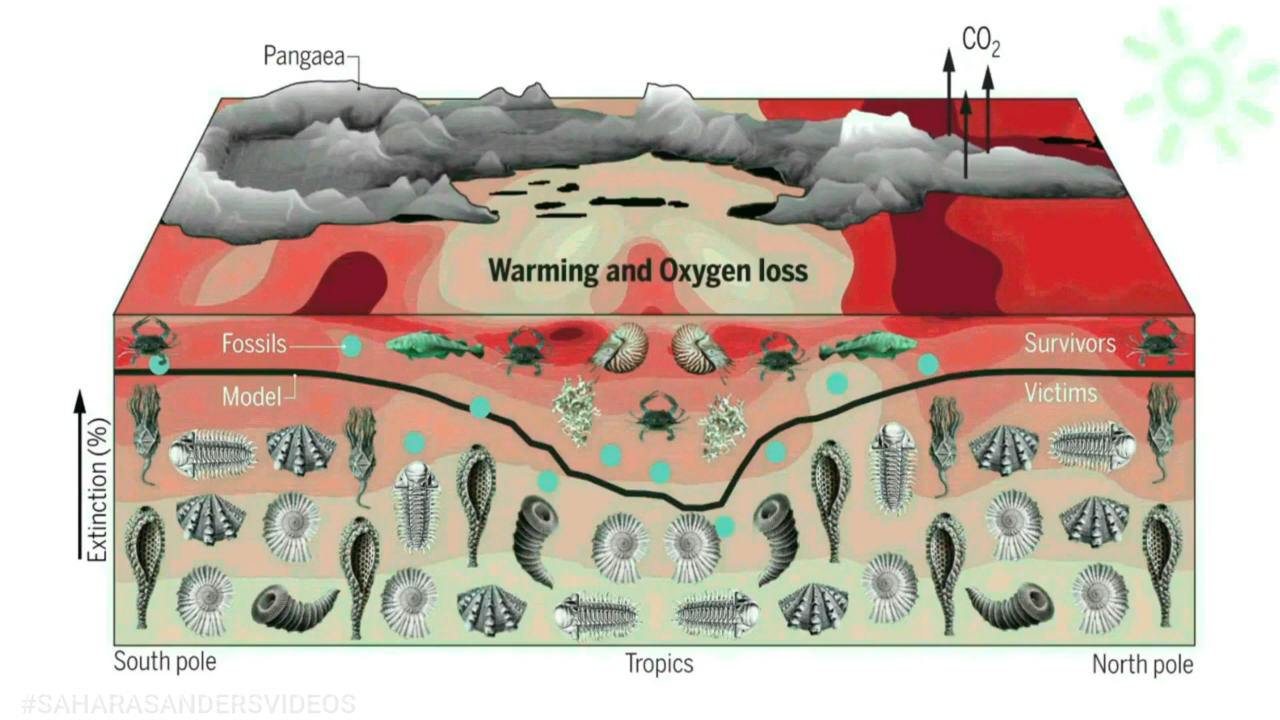 Pangaea
CO₂
Warming and Oxygen loss
Fossils
Survivors
Model
Victims
Extinction (%)
South pole
Tropics
North pole
#SAHARASANDERSVIDEOS